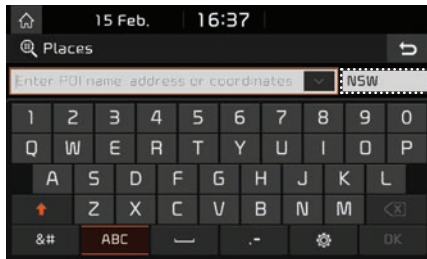 15 Feb. 16:37
Places
Enter POI name address or coordinates NSW
1 2 3 4 5 6 7 8 9 0
Q W E R T Y U I O P
A S D F G H J K L
Z X C V B N M
&# ABC .- OK